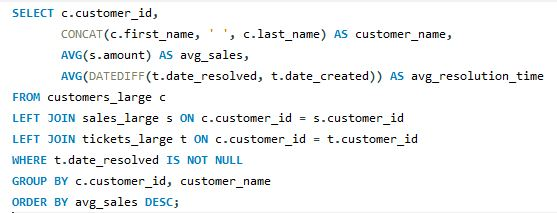 SELECT c.customer_id,
CONCAT(c.first_name, ' ', c.last_name) AS customer_name,
AVG(s.amount) AS avg_sales,
AVG(DATEDIFF(t.date_resolved, t.date_created)) AS avg_resolution_time
FROM customers_large c
LEFT JOIN sales_large s ON c.customer_id = s.customer_id
LEFT JOIN tickets_large t ON c.customer_id = t.customer_id
WHERE t.date_resolved IS NOT NULL
GROUP BY c.customer_id, customer_name
ORDER BY avg_sales DESC;